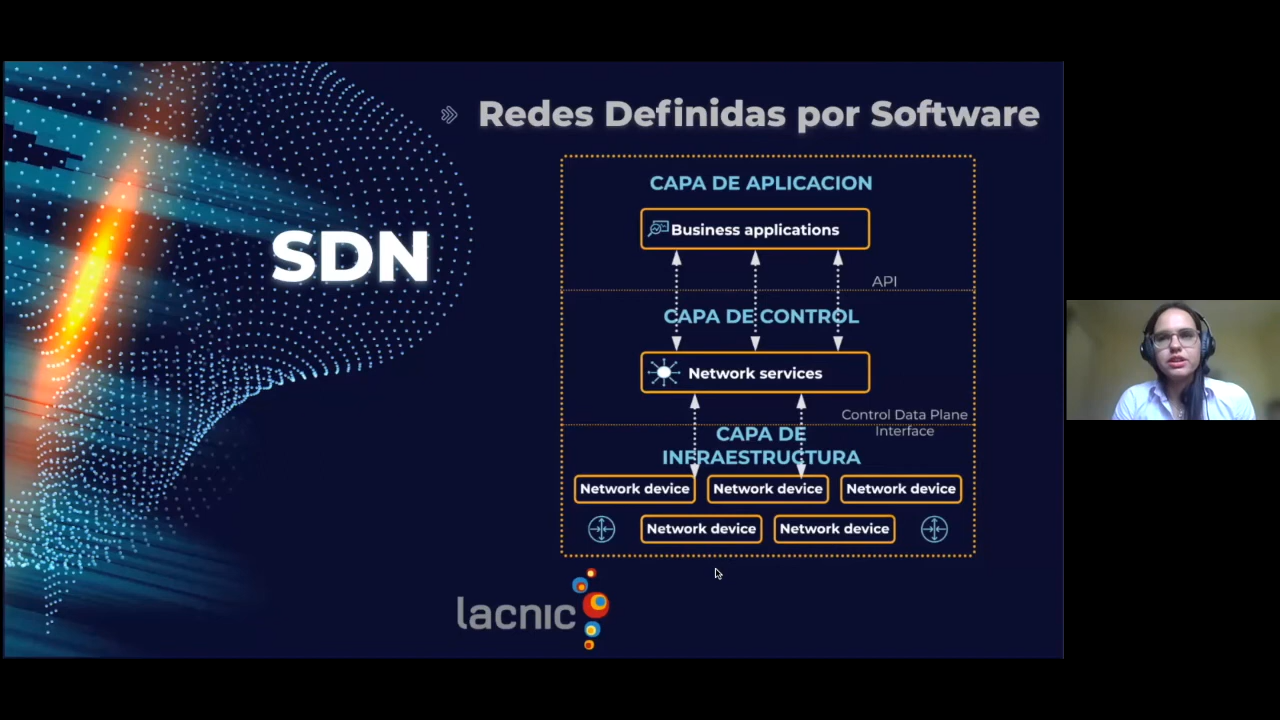 Redes Definidas por Software
SDN
CAPA DE APLICACION
Business applications
API
CAPA DE CONTROL
Network services
Control Data Plane
Interface
CAPA DE
INFRAESTRUCTURA
Network device
Network device
Network device
Network device
Network device
lacnic